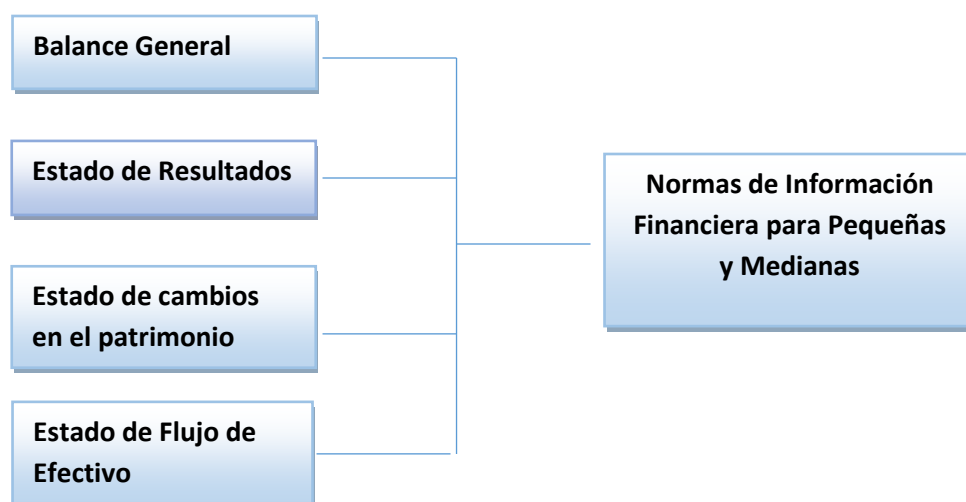 Balance General
Estado de Resultados
Estado de cambios
en el patrimonio
Estado de Flujo de
Efectivo
Normas de Información
Financiera para Pequeñas
y Medianas